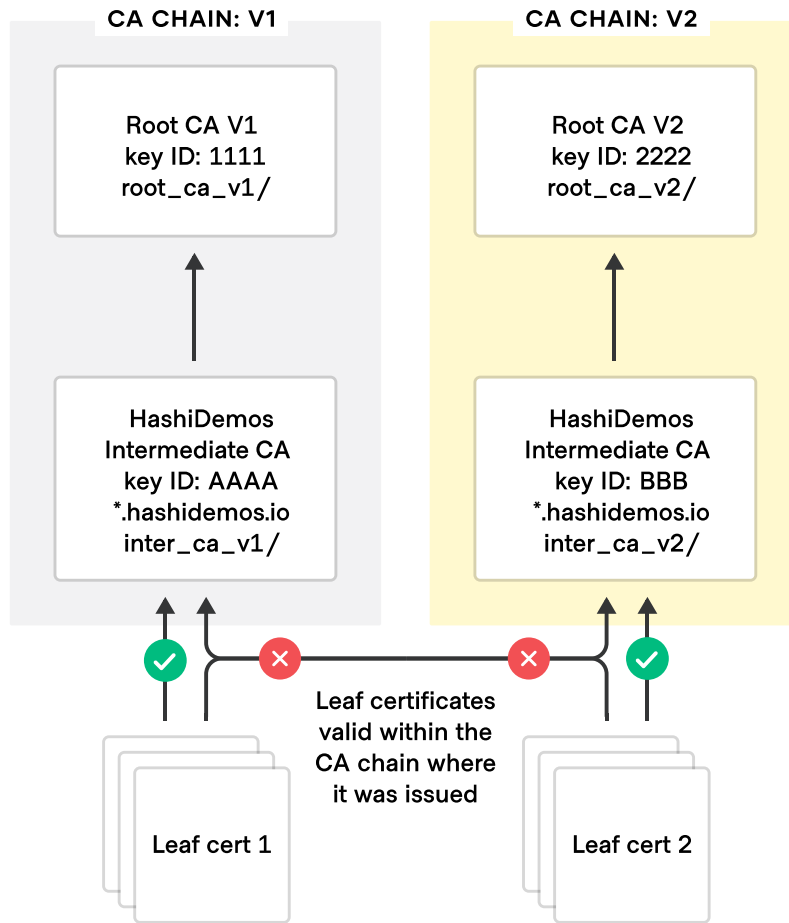 CA CHAIN: V1
Root CA V1
key ID: 1111
root_ca_v1/
HashiDemos
Intermediate CA
key ID: AAAA
*.hashidemos.io
inter_ca_v1/
CA CHAIN: V2
Root CA V2
key ID: 2222
root_ca_v2/
HashiDemos
Intermediate CA
key ID: BBB
*.hashidemos.io
inter_ca_v2/
Leaf certificates
valid within the
CA chain where
it was issued
Leaf cert 1
Leaf cert 2